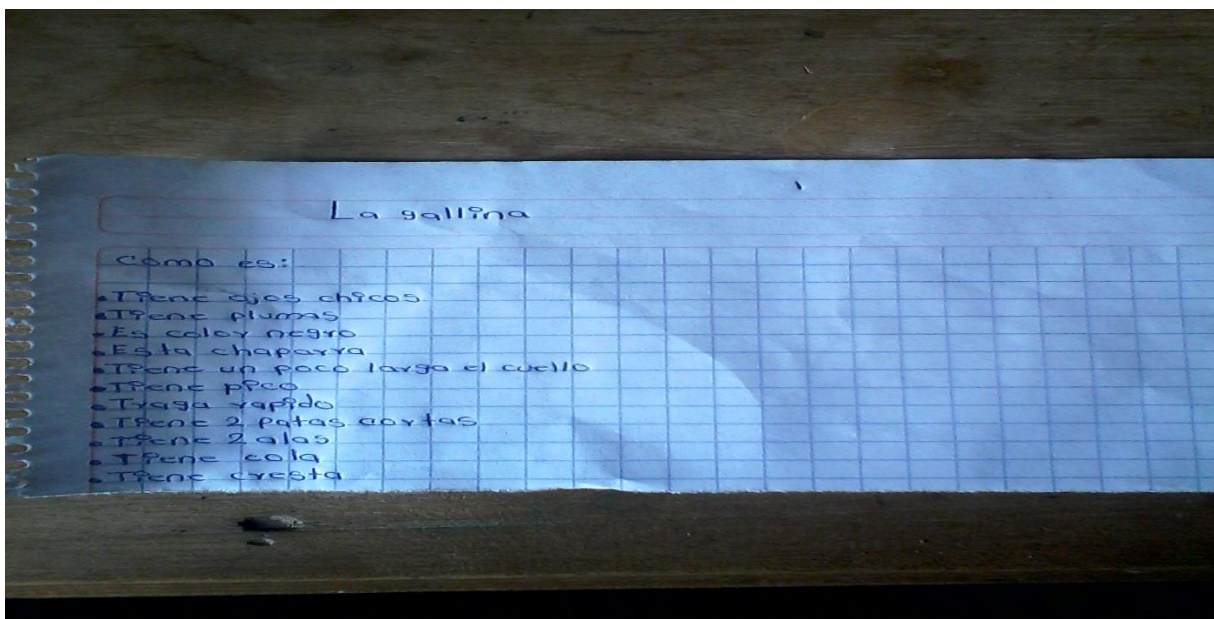 La gallina
Como es:
•Tiene ojos chicos
•Tiene plumas
•Es color negro
•Esta chaparra
•Tiene un poco larga el cuello
•Tiene pico
•Traga rapido
•Tiene 2 patas cortas
•Tiene 2 alas
•Tiene cola
•Tiene cresta